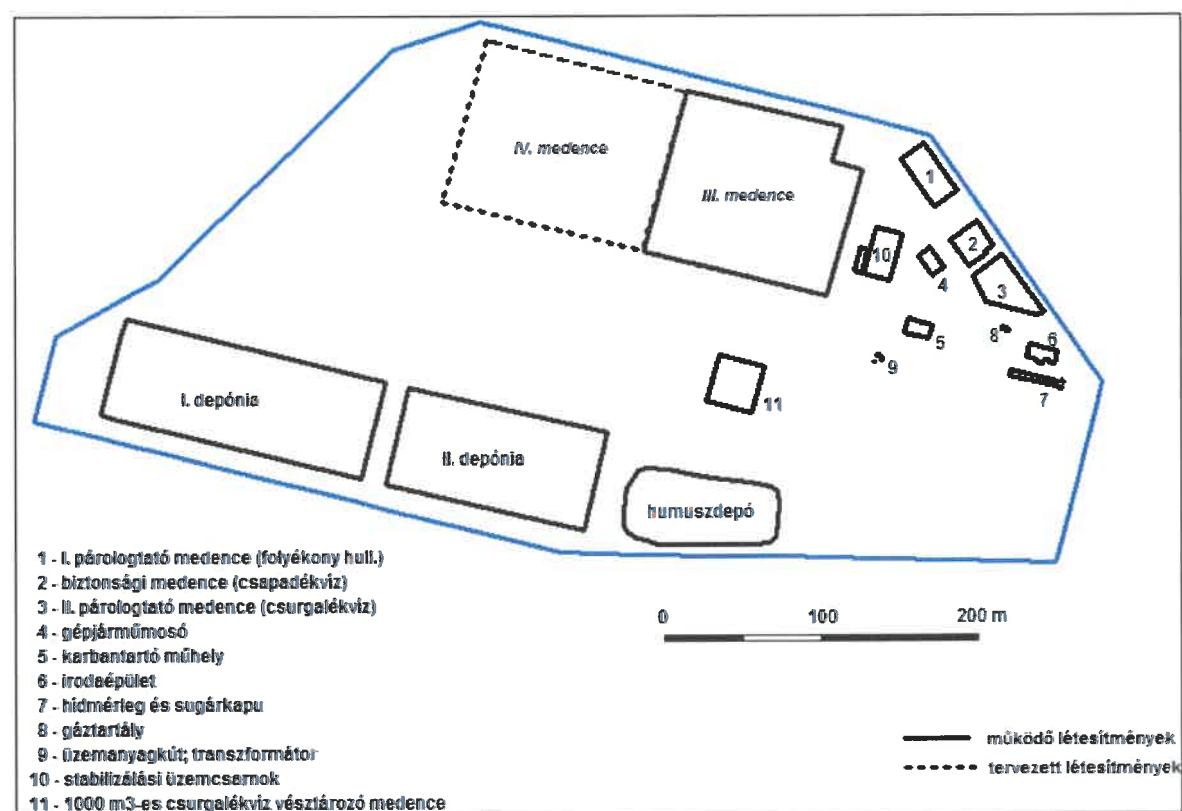 IV. medence
III. medence
1
2
10
4
3
8
6
5
9
7
11
I. depónia
II. depónia
humuszdepó
1 - I. párologtató medence (folyékony hull.)
2 - biztonsági medence (csapadékvíz)
3 - II. párologtató medence (csurgalékvíz)
4 - gépjárműmosó
5 - karbantartó műhely
6 - irodaépület
7 - hídmérleg és sugárkapu
8 - gáztartály
9 - üzemanyagkút; transzformátor
10 - stabilizálási üzemcsarnok
11 - 1000 m3-es csurgalékvíz vésztározó medence
0 100 200 m
működő létesítmények
tervezett létesítmények